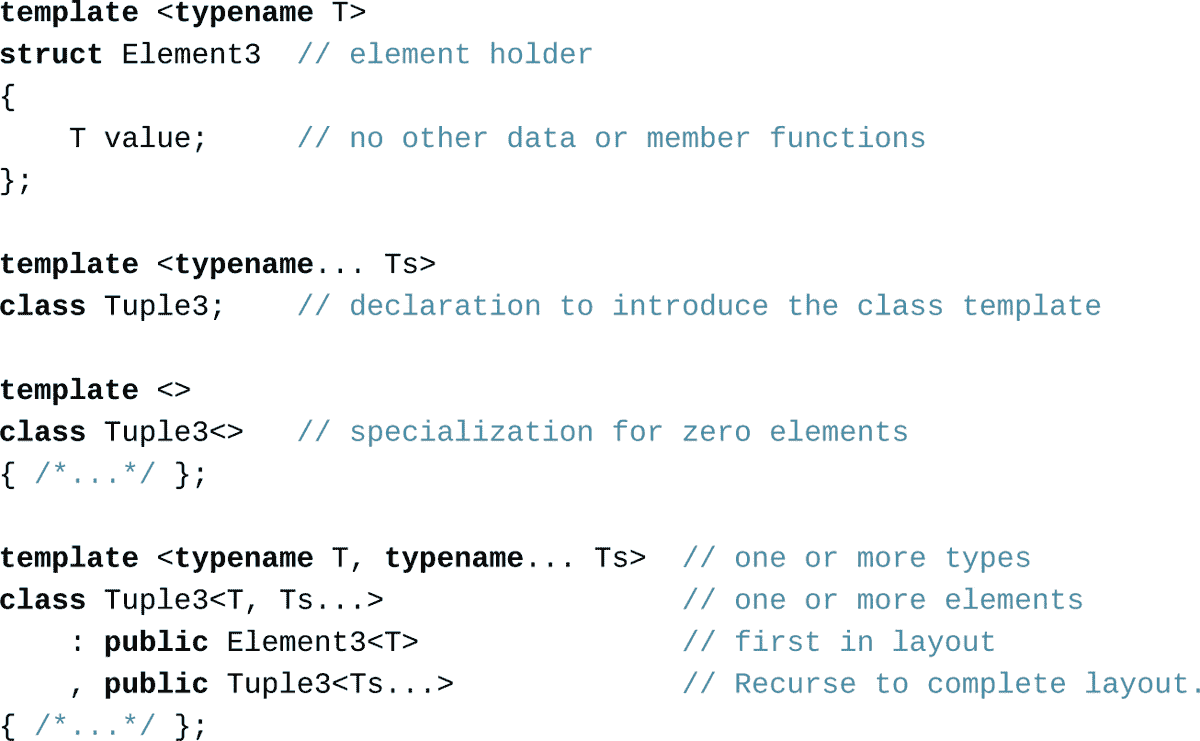 template <typename T>
struct Element3  // element holder
{
    T value;     // no other data or member functions
};

template <typename... Ts>
class Tuple3;    // declaration to introduce the class template

template <>
class Tuple3<>   // specialization for zero elements
{ /*...*/ };

template <typename T, typename... Ts>  // one or more types
class Tuple3<T, Ts...>                 // one or more elements
    : public Element3<T>               // first in layout
    , public Tuple3<Ts...>             // Recurse to complete layout.
{ /*...*/ };